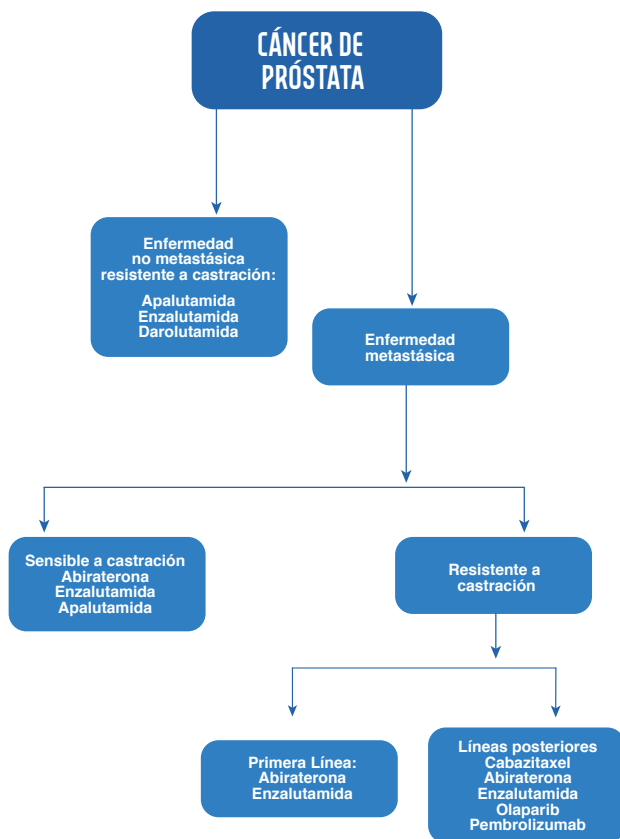 CÁNCER DE
PRÓSTATA
Enfermedad
no metastásica
resistente a castración:
Apalutamida
Enzalutamida
Darolutamida
Enfermedad
metastásica
Sensible a castración
Abiraterona
Enzalutamida
Apalutamida
Resistente a
castración
Primera Línea:
Abiraterona
Enzalutamida
Líneas posteriores
Cabazitaxel
Abiraterona
Enzalutamida
Olaparib
Pembrolizumab